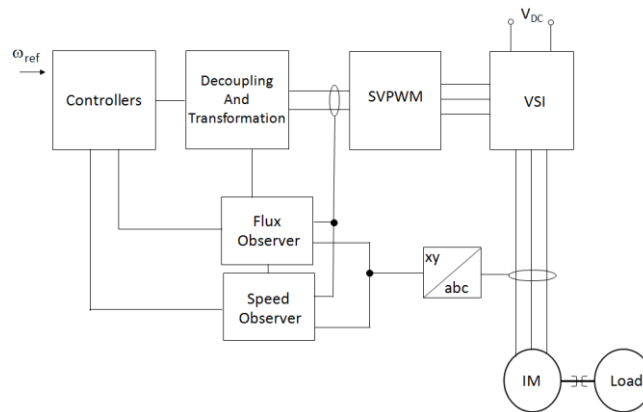 V_DC
ω_ref
Controllers
Decoupling
And
Transformation
SVPWM
VSI
Flux
Observer
Speed
Observer
xy
abc
IM
Load